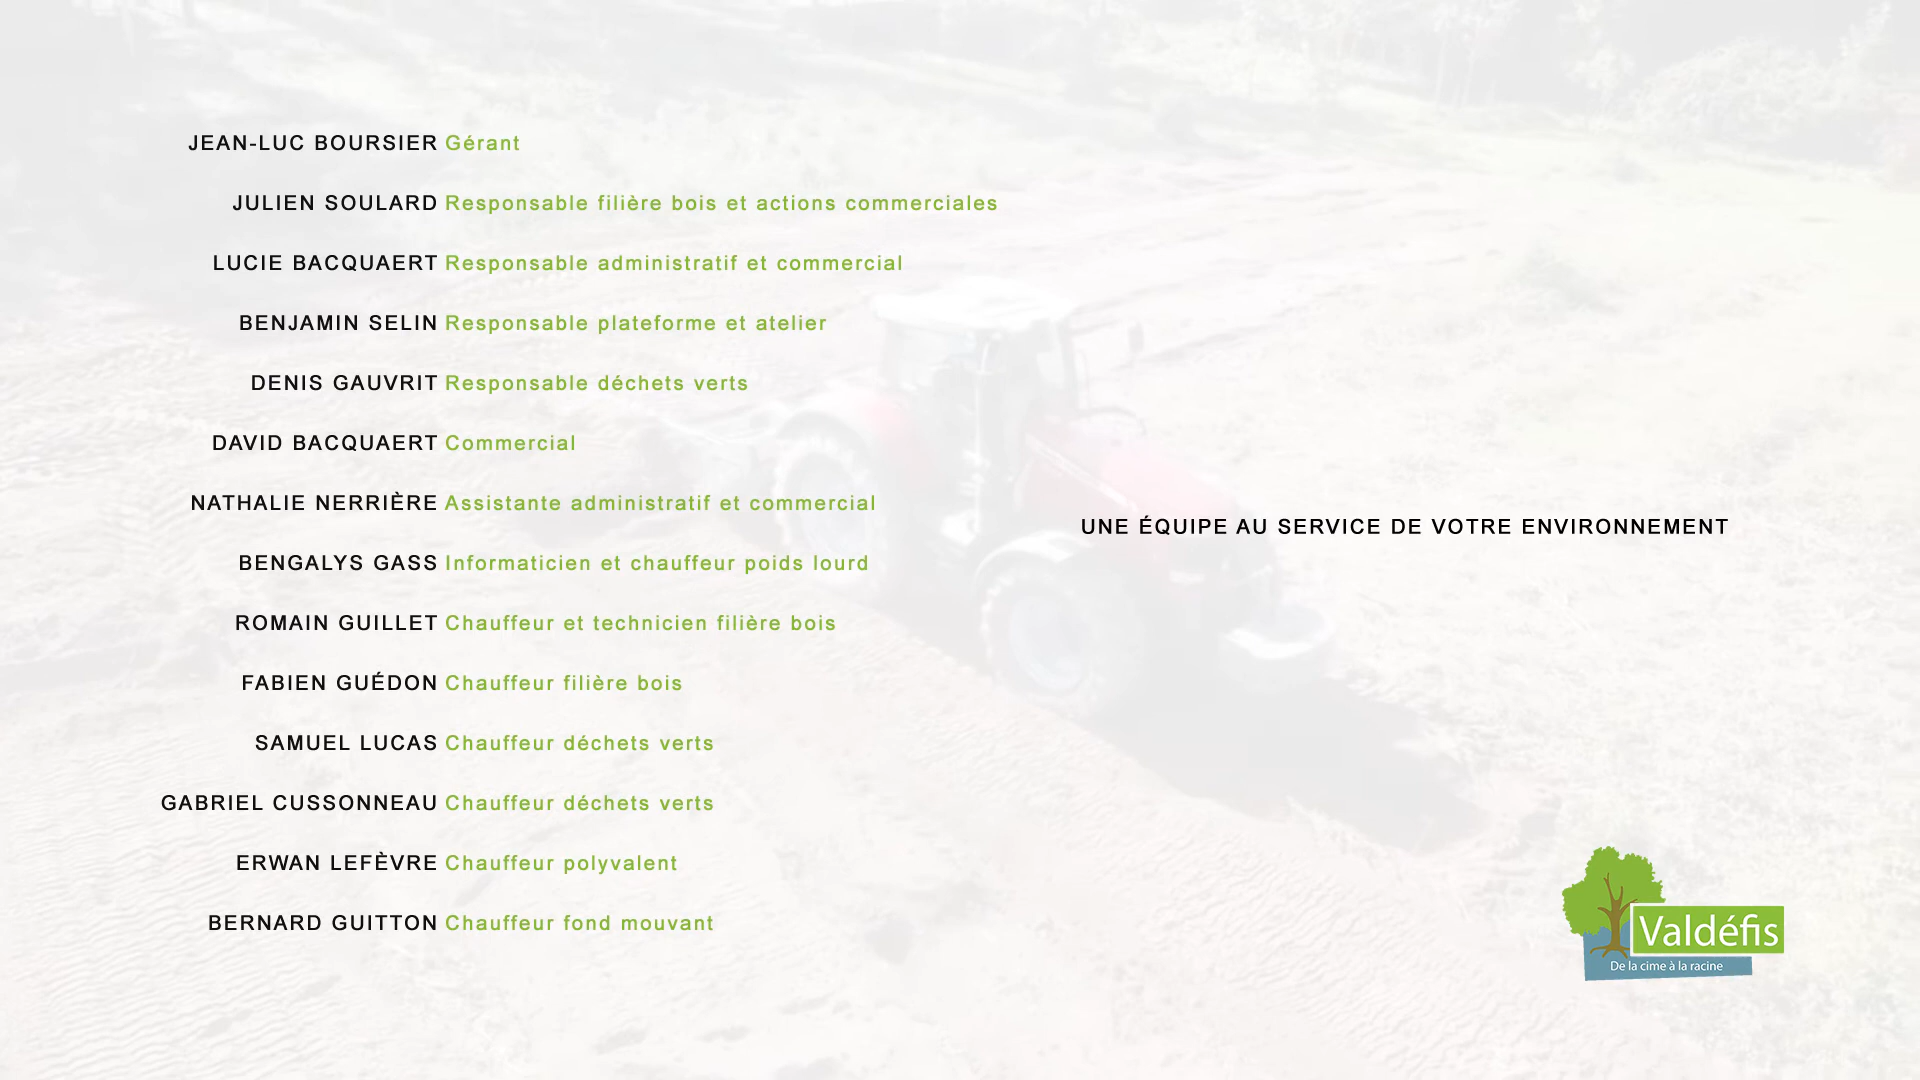 JEAN-LUC BOURSIER Gérant
JULIEN SOULARD Responsable filière bois et actions commerciales
LUCIE BACQUAERT Responsable administratif et commercial
BENJAMIN SELIN Responsable plateforme et atelier
DENIS GAUVRIT Responsable déchets verts
DAVID BACQUAERT Commercial
NATHALIE NERRIÈRE Assistante administratif et commercial
BENGALYS GASS Informaticien et chauffeur poids lourd
ROMAIN GUILLET Chauffeur et technicien filière bois
FABIEN GUÉDON Chauffeur filière bois
SAMUEL LUCAS Chauffeur déchets verts
GABRIEL CUSSONNEAU Chauffeur déchets verts
ERWAN LEFÈVRE Chauffeur polyvalent
BERNARD GUITTON Chauffeur fond mouvant
UNE ÉQUIPE AU SERVICE DE VOTRE ENVIRONNEMENT
Valdéfis
De la cime à la racine